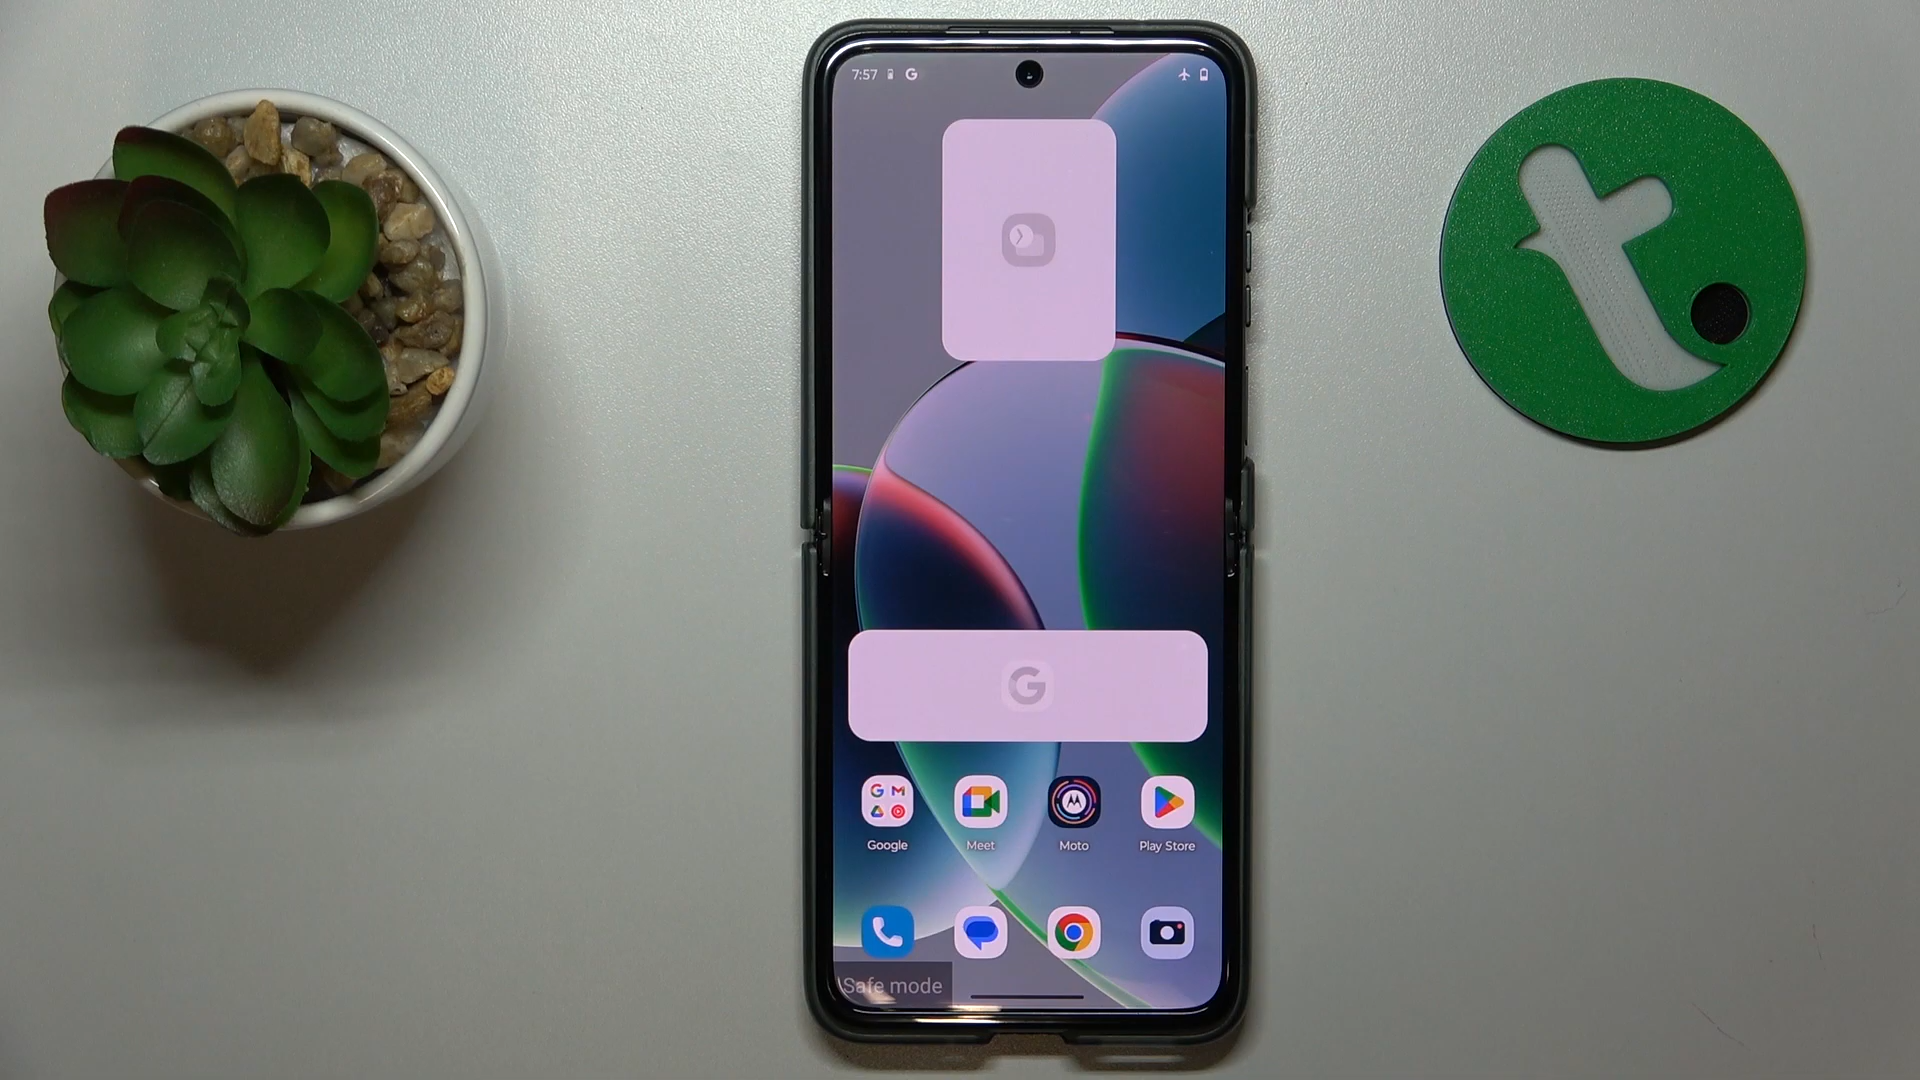 7:57 G
G
Google
Meet
Moto
Play Store
Safe mode
t